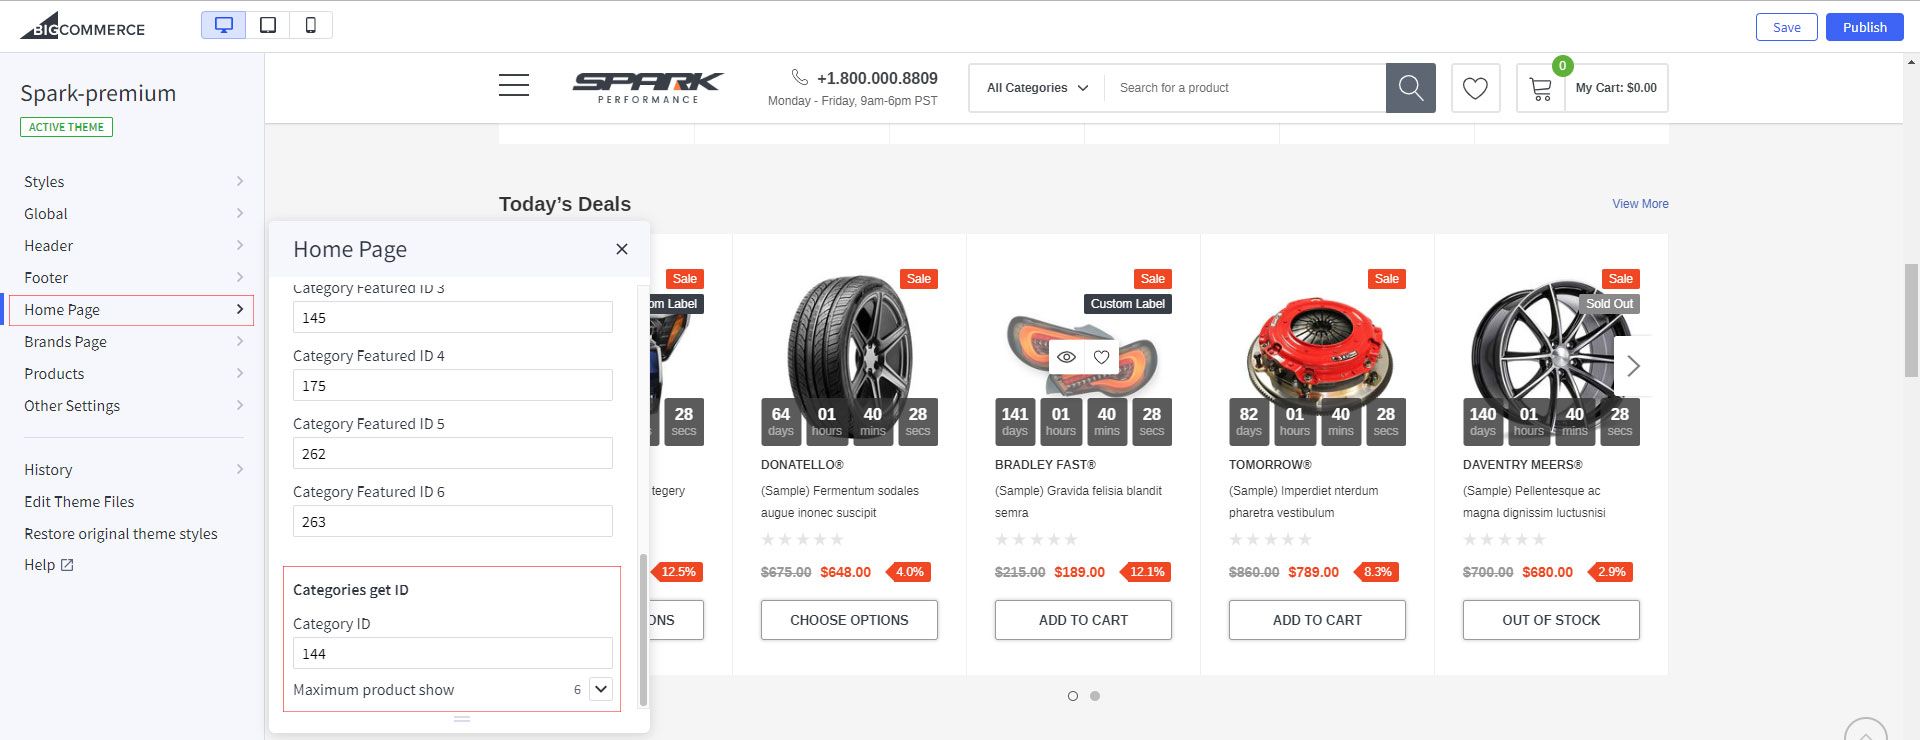 BIGCOMMERCE
Save
Publish
Spark-premium
ACTIVE THEME
Styles
Global
Header
Footer
Home Page
Brands Page
Products
Other Settings
History
Edit Theme Files
Restore original theme styles
Help
SPARK
PERFORMANCE
+1.800.000.8809
Monday - Friday, 9am-6pm PST
All Categories
Search for a product
0
My Cart: $0.00
Today’s Deals
View More
Home Page
Category Featured ID 3
145
Category Featured ID 4
175
Category Featured ID 5
262
Category Featured ID 6
263
Categories get ID
Category ID
144
Maximum product show 6
Sale
om Label
s
28
secs
tegery
12.5%
ONS
Sale
64 01 40 28
days hours mins secs
DONATELLO®
(Sample) Fermentum sodales
augue inonec suscipit
$675.00 $648.00 4.0%
CHOOSE OPTIONS
Sale
Custom Label
141 01 40 28
days hours mins secs
BRADLEY FAST®
(Sample) Gravida felisia blandit
semra
$215.00 $189.00 12.1%
ADD TO CART
Sale
82 01 40 28
days hours mins secs
TOMORROW®
(Sample) Imperdiet nterdum
pharetra vestibulum
$860.00 $789.00 8.3%
ADD TO CART
Sale
Sold Out
140 01 40 28
days hours mins secs
DAVENTRY MEERS®
(Sample) Pellentesque ac
magna dignissim luctusnisi
$700.00 $680.00 2.9%
OUT OF STOCK